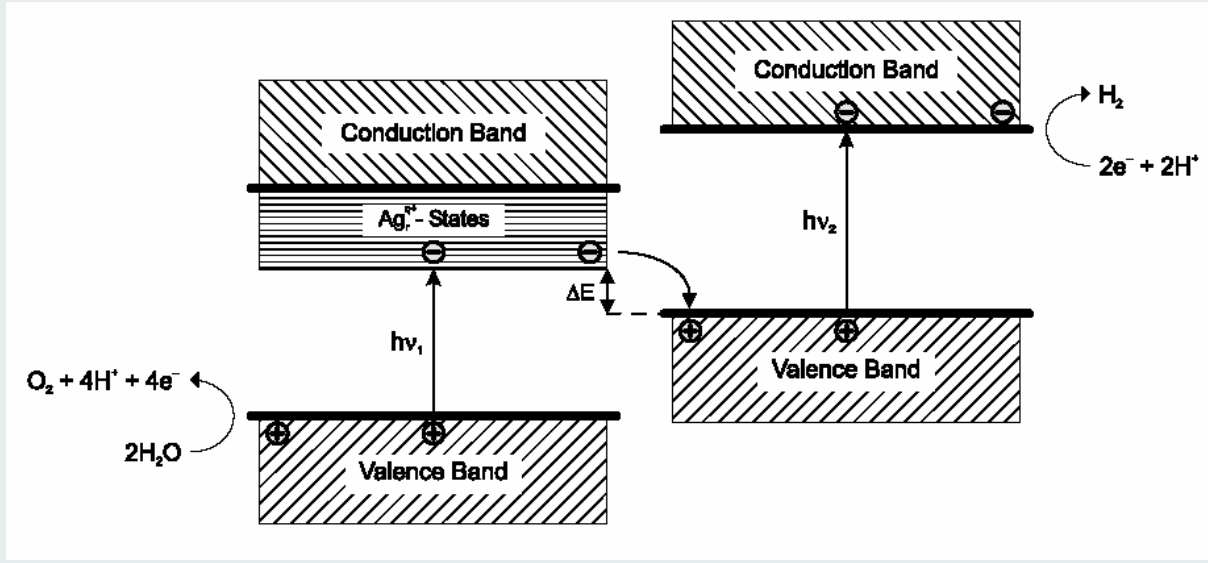 Conduction Band
Ag_r^{n+}- States
hν₁
O₂ + 4H⁺ + 4e⁻
2H₂O
Valence Band
ΔE
Conduction Band
hν₂
H₂
2e⁻ + 2H⁺
Valence Band